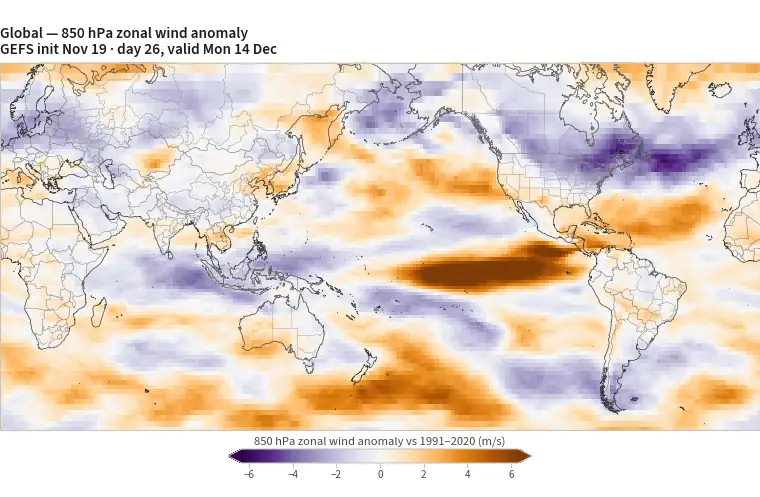 Global — 850 hPa zonal wind anomaly
GEFS init Nov 19 · day 26, valid Mon 14 Dec
850 hPa zonal wind anomaly vs 1991–2020 (m/s)
−6 −4 −2 0 2 4 6